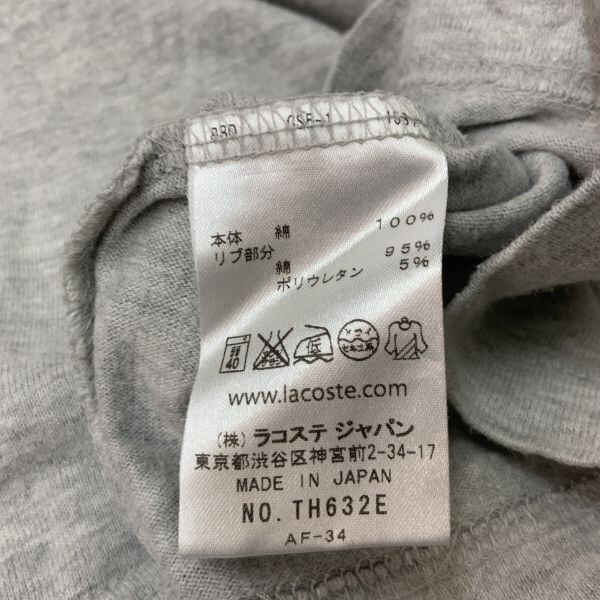 本体 綿 100%
リブ部分
綿 95%
ポリウレタン 5%
40 低
www.lacoste.com
(株) ラコステ ジャパン
東京都渋谷区神宮前2-34-17
MADE IN JAPAN
NO. TH632E
AF-34